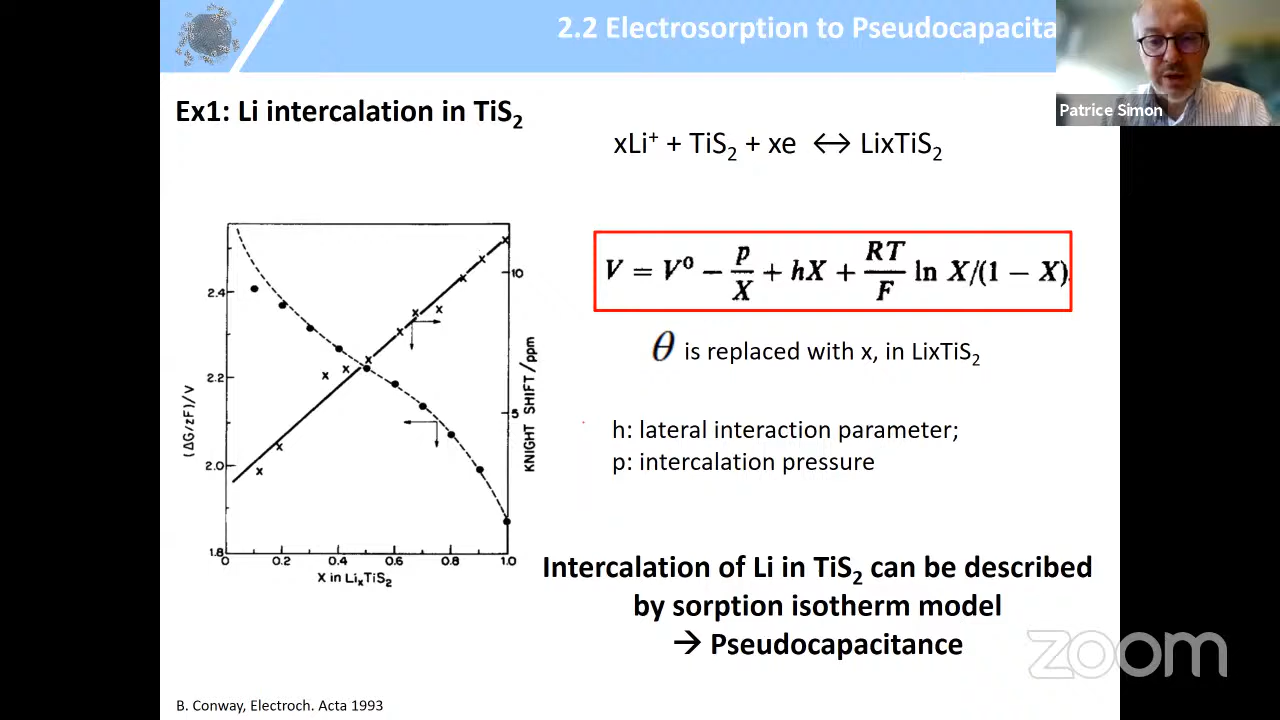 2.2 Electrosorption to Pseudocapacita
Patrice Simon
Ex1: Li intercalation in TiS₂
xLi⁺ + TiS₂ + xe ↔ LixTiS₂
V = V⁰ − p/X + hX + RT/F ln X/(1 − X)
θ is replaced with x, in LixTiS₂
h: lateral interaction parameter;
p: intercalation pressure
(ΔG/zF)/V
2.4
2.2
2.0
1.8
0 0.2 0.4 0.6 0.8 1.0
X in LiₓTiS₂
10
5
KNIGHT SHIFT/ppm
Intercalation of Li in TiS₂ can be described
by sorption isotherm model
→ Pseudocapacitance
zoom
B. Conway, Electroch. Acta 1993